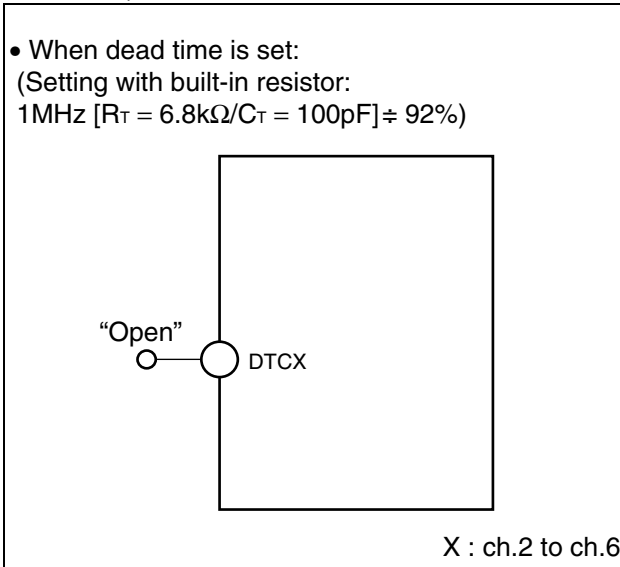 • When dead time is set:
(Setting with built-in resistor:
1MHz [RT = 6.8kΩ/CT = 100pF]≑ 92%)
“Open”
DTCX
X : ch.2 to ch.6